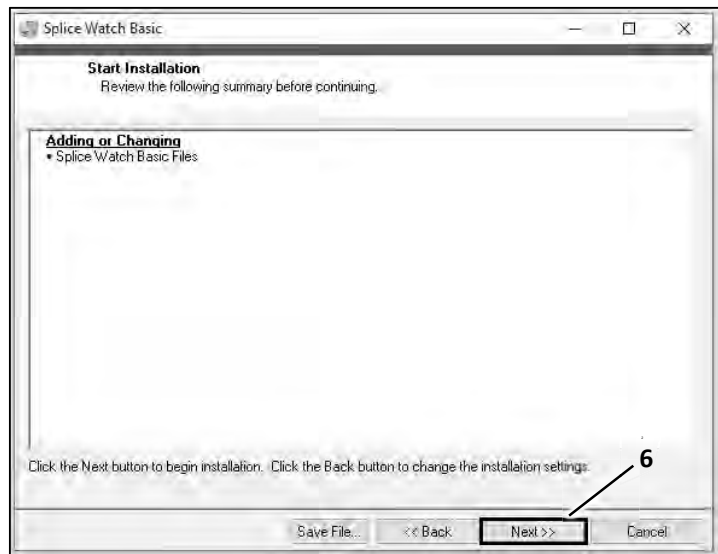 Splice Watch Basic
Start Installation
Review the following summary before continuing.
Adding or Changing
• Splice Watch Basic Files
Click the Next button to begin installation. Click the Back button to change the installation settings.
6
Save File... << Back Next >> Cancel